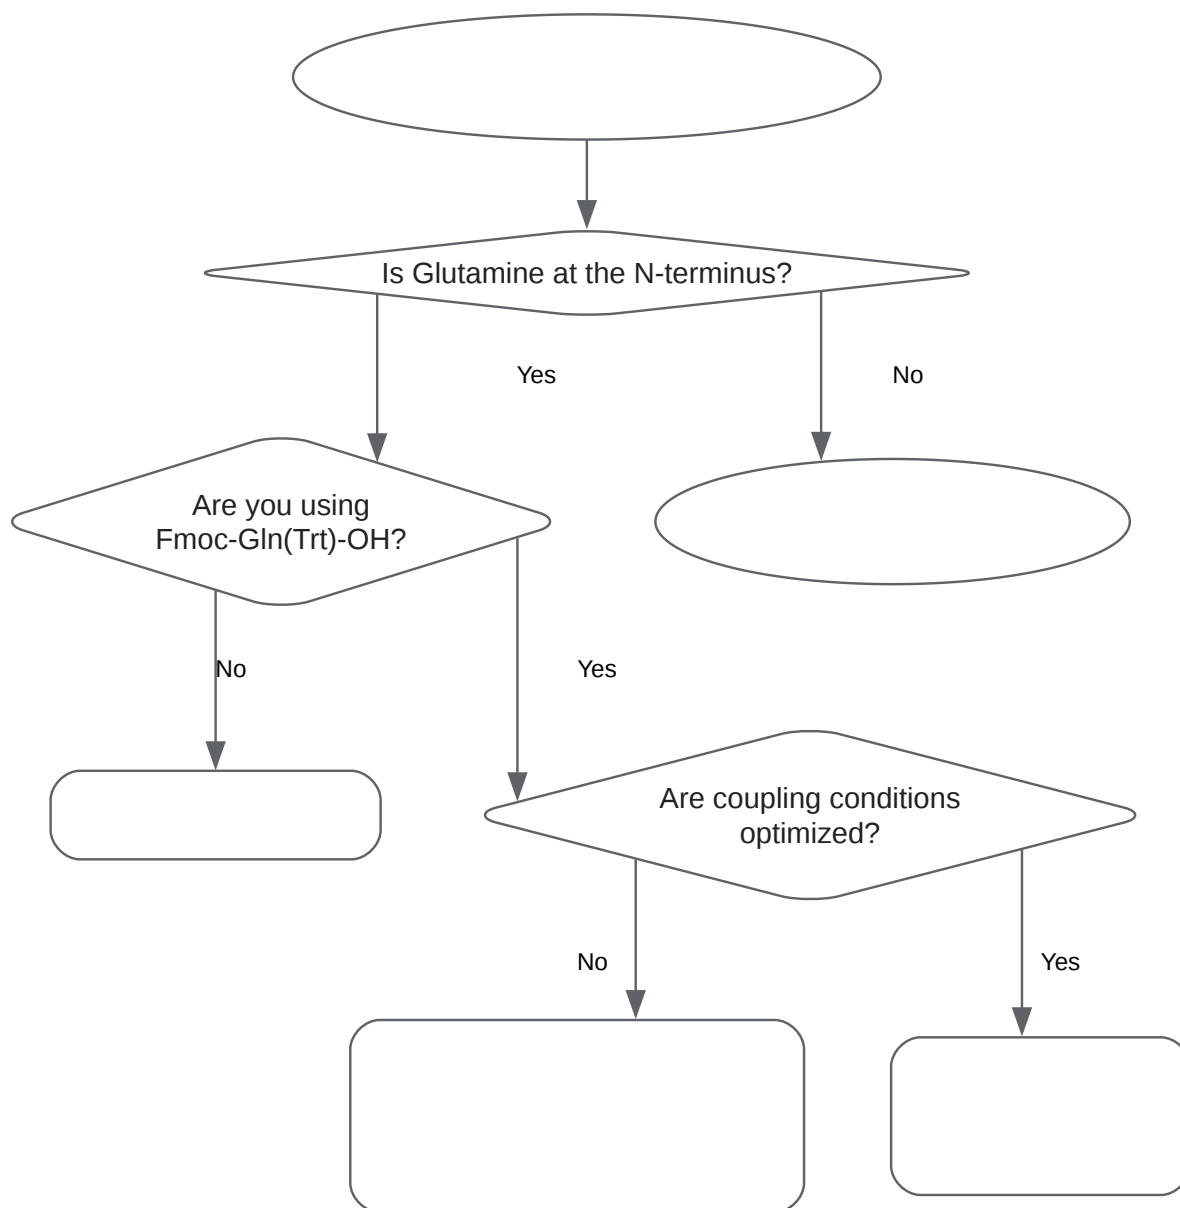 Is Glutamine at the N-terminus?
Yes
No
Are you using
Fmoc-Gln(Trt)-OH?
No
Yes
Are coupling conditions
optimized?
No
Yes